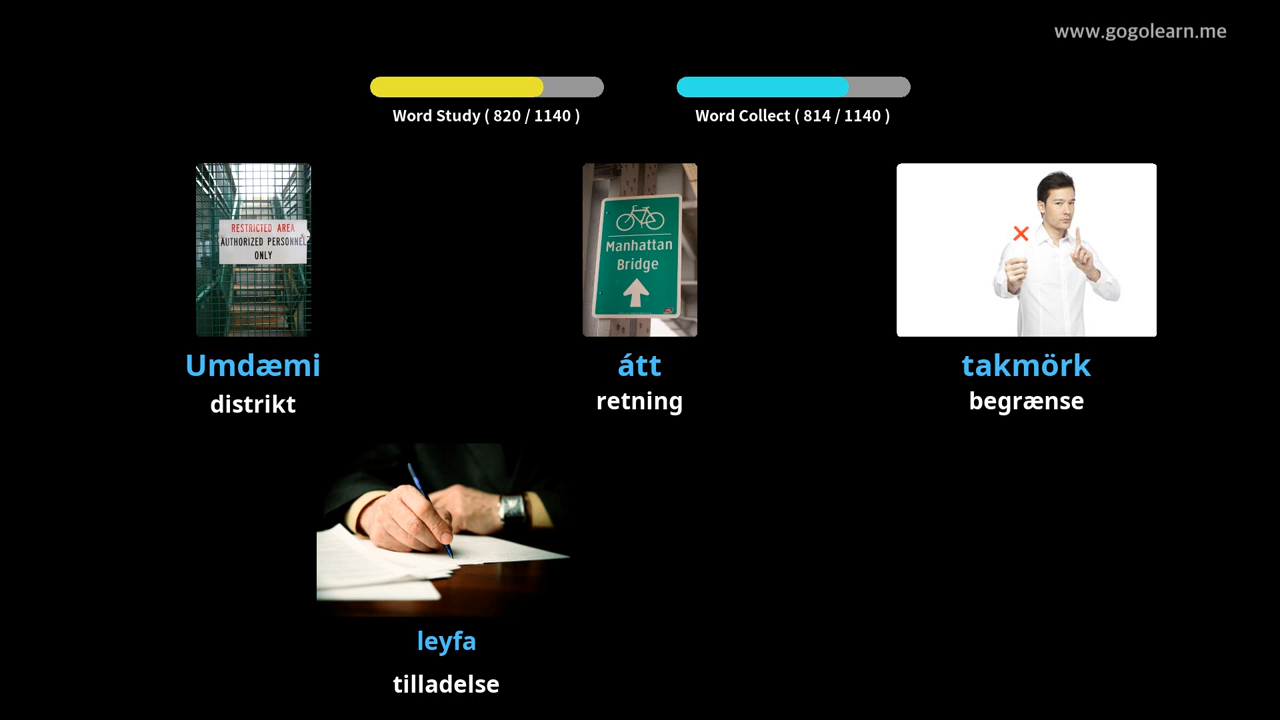 www.gogolearn.me
Word Study ( 820 / 1140 )
Word Collect ( 814 / 1140 )
RESTRICTED AREA
AUTHORIZED PERSONNEL
ONLY
Manhattan
Bridge
Umdæmi
distrikt
átt
retning
takmörk
begrænse
leyfa
tilladelse